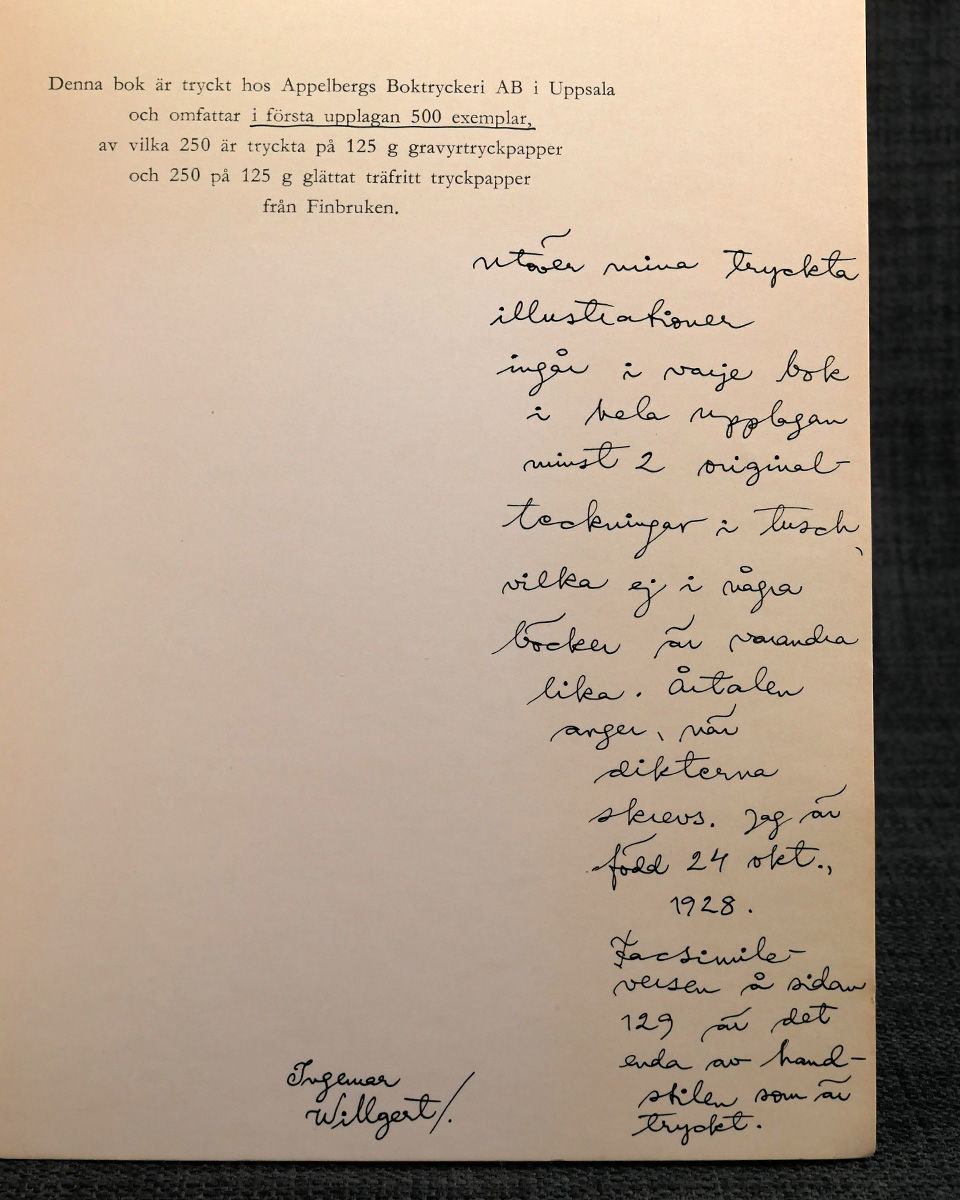 Denna bok är tryckt hos Appelbergs Boktryckeri AB i Uppsala
och omfattar i första upplagan 500 exemplar,
av vilka 250 är tryckta på 125 g gravyrtryckpapper
och 250 på 125 g glättat träfritt tryckpapper
från Finbruken.
utöver mina tryckta
illustrationer
ingår i varje bok
i hela upplagan
minst 2 original-
teckningar i tusch,
vilka ej i några
böcker är varandra
lika. Årtalen
anger, när
dikterna
skrevs. Jag är
född 24 okt.,
1928.
Facsimile-
versen å sidan
129 är det
enda av hand-
stilen som är
tryckt.
Ingemar
Willgert/.